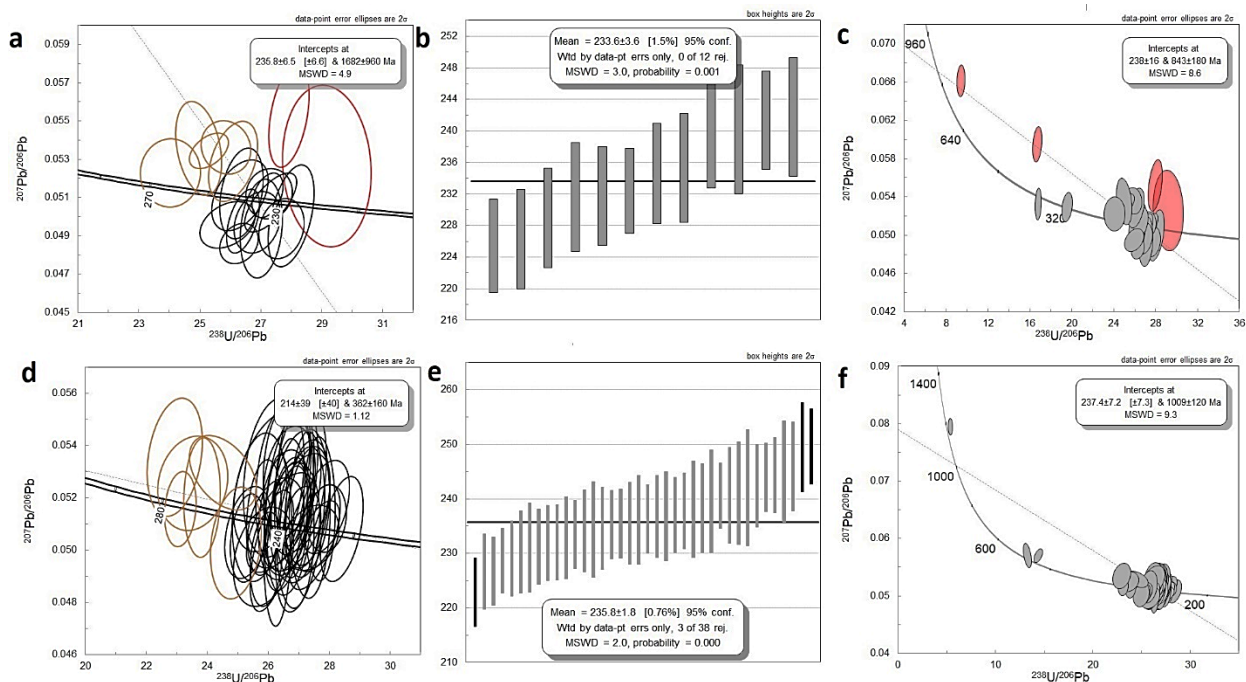 a
data-point error ellipses are 2σ
Intercepts at
235.8±6.5 [±6.6] & 1682±960 Ma
MSWD = 4.9
0.059
0.057
0.055
0.053
0.051
0.049
0.047
0.045
207Pb/206Pb
270
230
21 23 25 27 29 31
238U/206Pb
b
box heights are 2σ
Mean = 233.6±3.6 [1.5%] 95% conf.
Wtd by data-pt errs only, 0 of 12 rej.
MSWD = 3.0, probability = 0.001
252
248
244
240
236
232
228
224
220
216
c
data-point error ellipses are 2σ
Intercepts at
238±16 & 843±180 Ma
MSWD = 8.6
0.070
0.066
0.062
0.058
0.054
0.050
0.046
0.042
207Pb/206Pb
960
640
320
4 8 12 16 20 24 28 32 36
238U/206Pb
d
data-point error ellipses are 2σ
Intercepts at
214±39 [±40] & 362±160 Ma
MSWD = 1.12
0.056
0.054
0.052
0.050
0.048
0.046
207Pb/206Pb
280
240
20 22 24 26 28 30
238U/206Pb
e
box heights are 2σ
260
250
240
230
220
210
Mean = 235.8±1.8 [0.76%] 95% conf.
Wtd by data-pt errs only, 3 of 38 rej.
MSWD = 2.0, probability = 0.000
f
data-point error ellipses are 2σ
Intercepts at
237.4±7.2 [±7.3] & 1009±120 Ma
MSWD = 9.3
0.09
0.08
0.07
0.06
0.05
0.04
207Pb/206Pb
1400
1000
600
200
0 10 20 30
238U/206Pb